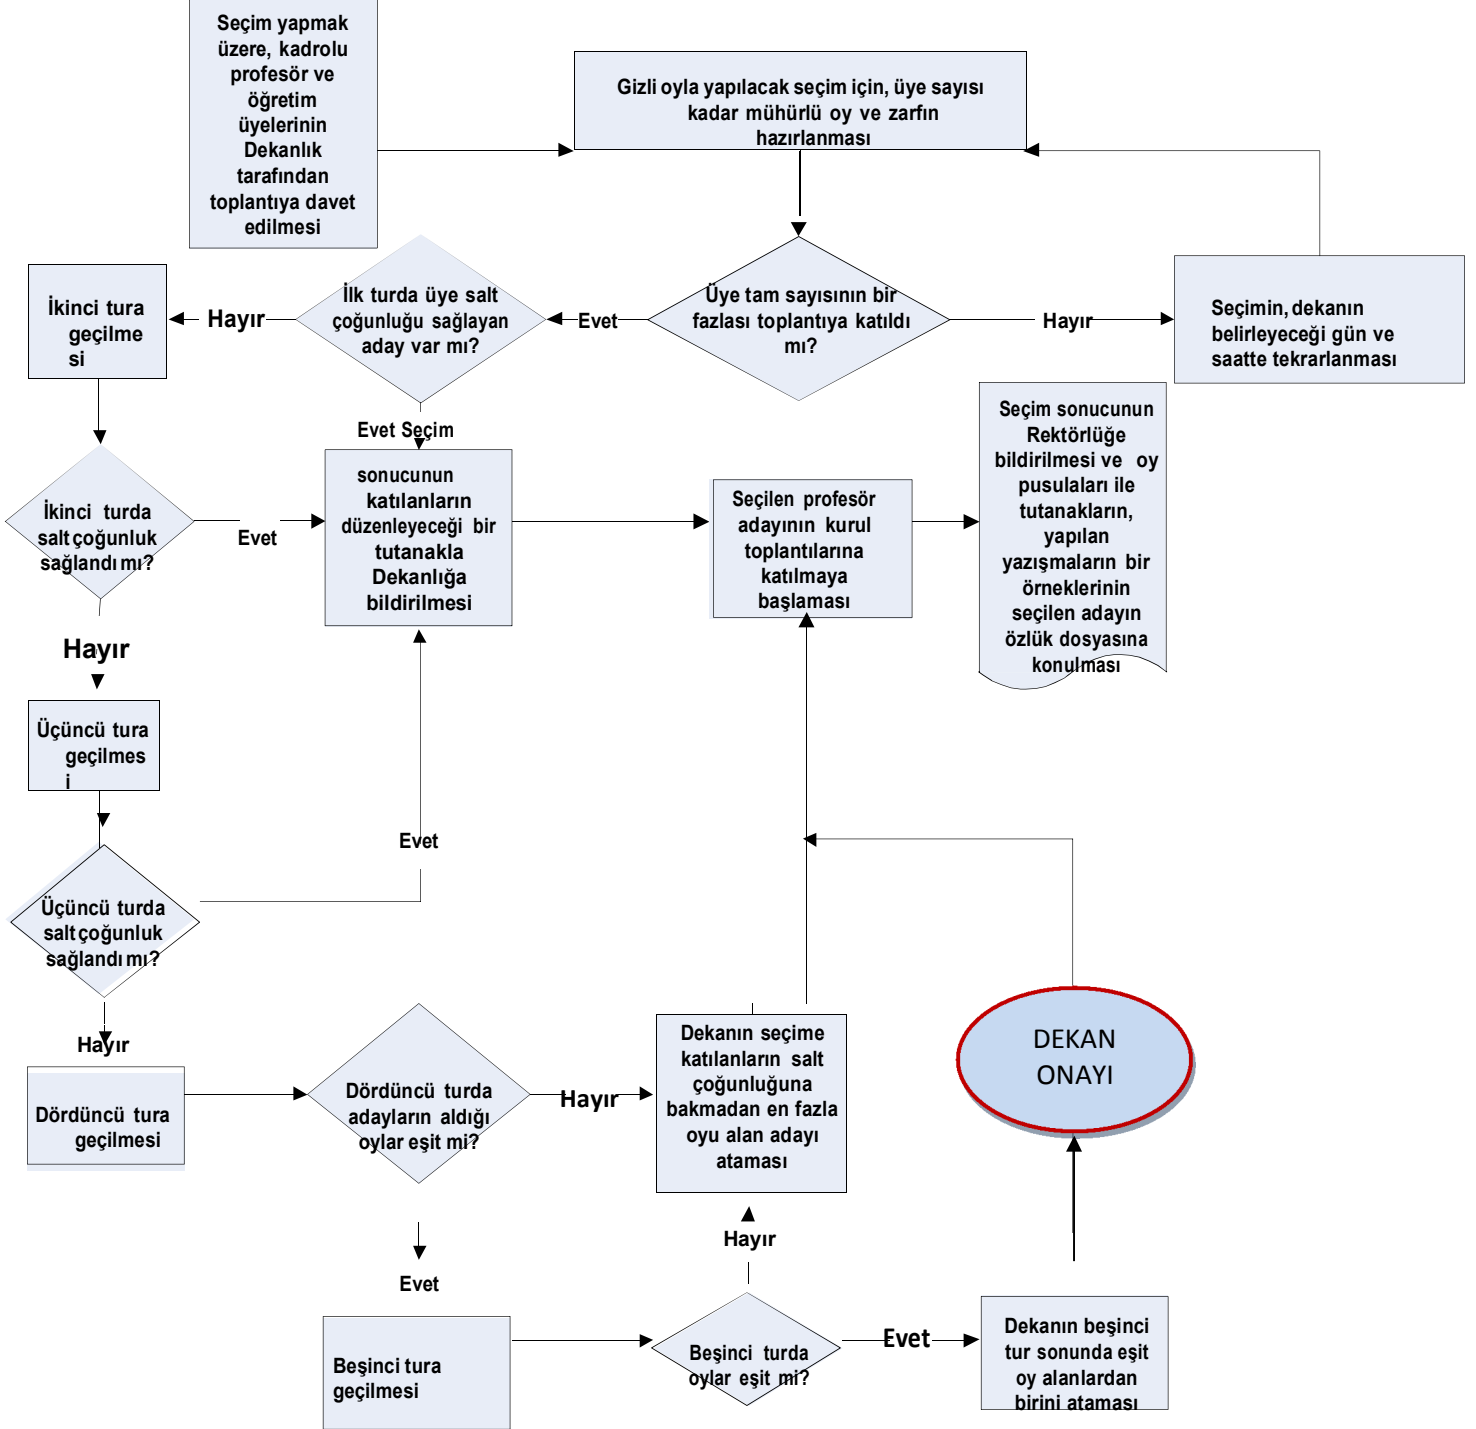 Seçim yapmak
üzere, kadrolu
profesör ve
öğretim
üyelerinin
Dekanlık
tarafından
toplantıya davet
edilmesi
Gizli oyla yapılacak seçim için, üye sayısı
kadar mühürlü oy ve zarfın
hazırlanması
İkinci tura
geçilme
si
Hayır
İlk turda üye salt
çoğunluğu sağlayan
aday var mı?
Evet
Üye tam sayısının bir
fazlası toplantıya katıldı
mı?
Hayır
Seçimin, dekanın
belirleyeceği gün ve
saatte tekrarlanması
Evet Seçim
sonucunun
katılanların
düzenleyeceği bir
tutanakla
Dekanlığa
bildirilmesi
İkinci turda
salt çoğunluk
sağlandı mı?
Evet
Seçilen profesör
adayının kurul
toplantılarına
katılmaya
başlaması
Seçim sonucunun
Rektörlüğe
bildirilmesi ve oy
pusulaları ile
tutanakların,
yapılan
yazışmaların bir
örneklerinin
seçilen adayın
özlük dosyasına
konulması
Hayır
Üçüncü tura
geçilmes
i
Evet
Üçüncü turda
salt çoğunluk
sağlandı mı?
Hayır
Dördüncü tura
geçilmesi
Dördüncü turda
adayların aldığı
oylar eşit mi?
Hayır
Dekanın seçime
katılanların salt
çoğunluğuna
bakmadan en fazla
oyu alan adayı
ataması
DEKAN
ONAYI
Evet
Hayır
Beşinci tura
geçilmesi
Beşinci turda
oylar eşit mi?
Evet
Dekanın beşinci
tur sonunda eşit
oy alanlardan
birini ataması